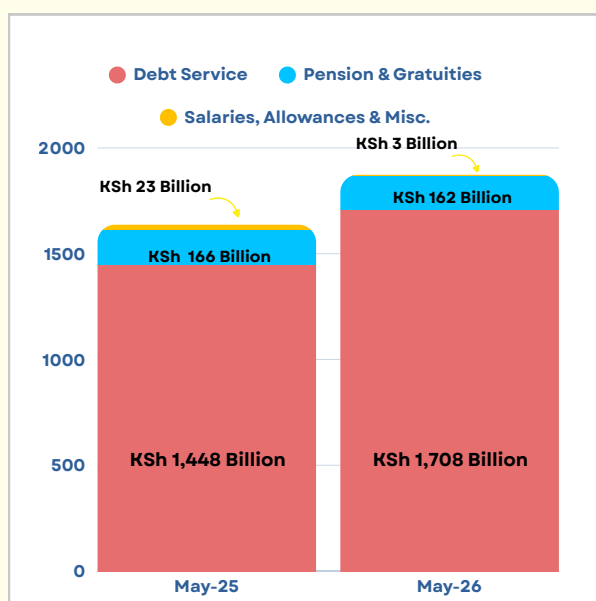 Debt Service Pension & Gratuities
Salaries, Allowances & Misc.
2000
KSh 3 Billion
KSh 23 Billion
KSh 162 Billion
1500
KSh 166 Billion
1000
500
KSh 1,448 Billion
KSh 1,708 Billion
0
May-25
May-26